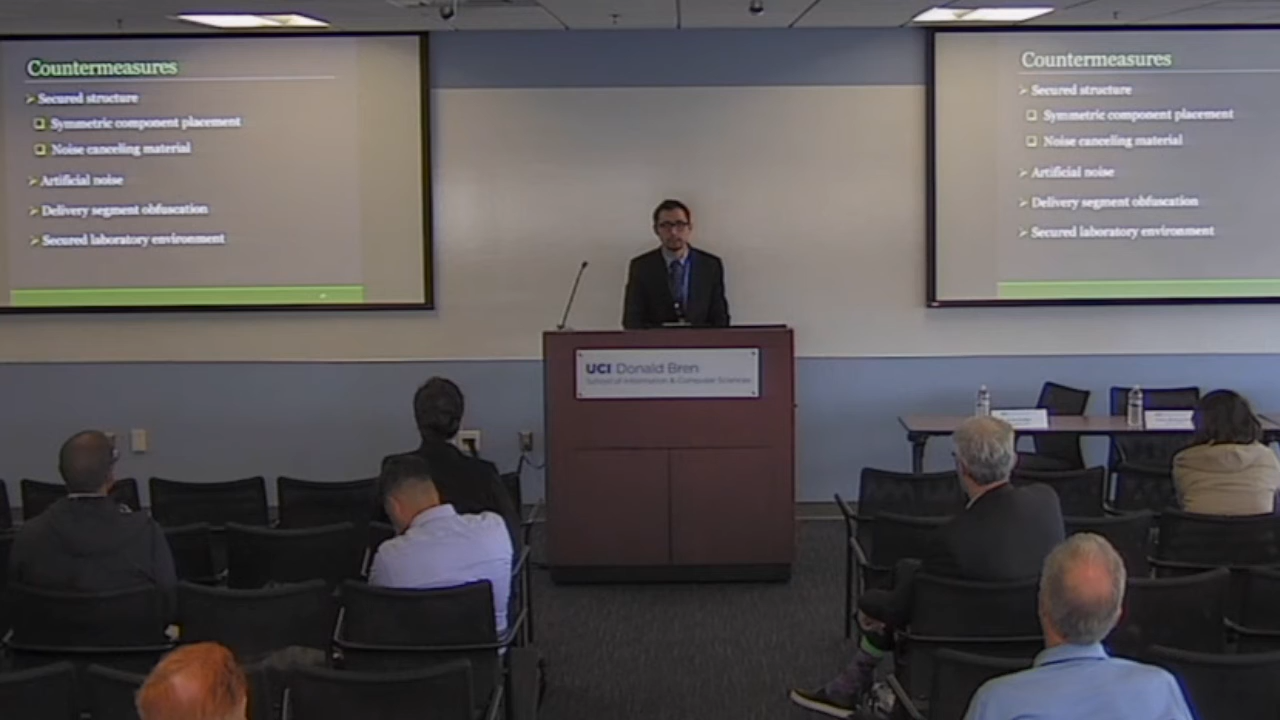 Countermeasures
➢ Secured structure
❑ Symmetric component placement
❑ Noise canceling material
➢ Artificial noise
➢ Delivery segment obfuscation
➢ Secured laboratory environment
Countermeasures
➢ Secured structure
❑ Symmetric component placement
❑ Noise canceling material
➢ Artificial noise
➢ Delivery segment obfuscation
➢ Secured laboratory environment
UCI Donald Bren
School of Information & Computer Sciences